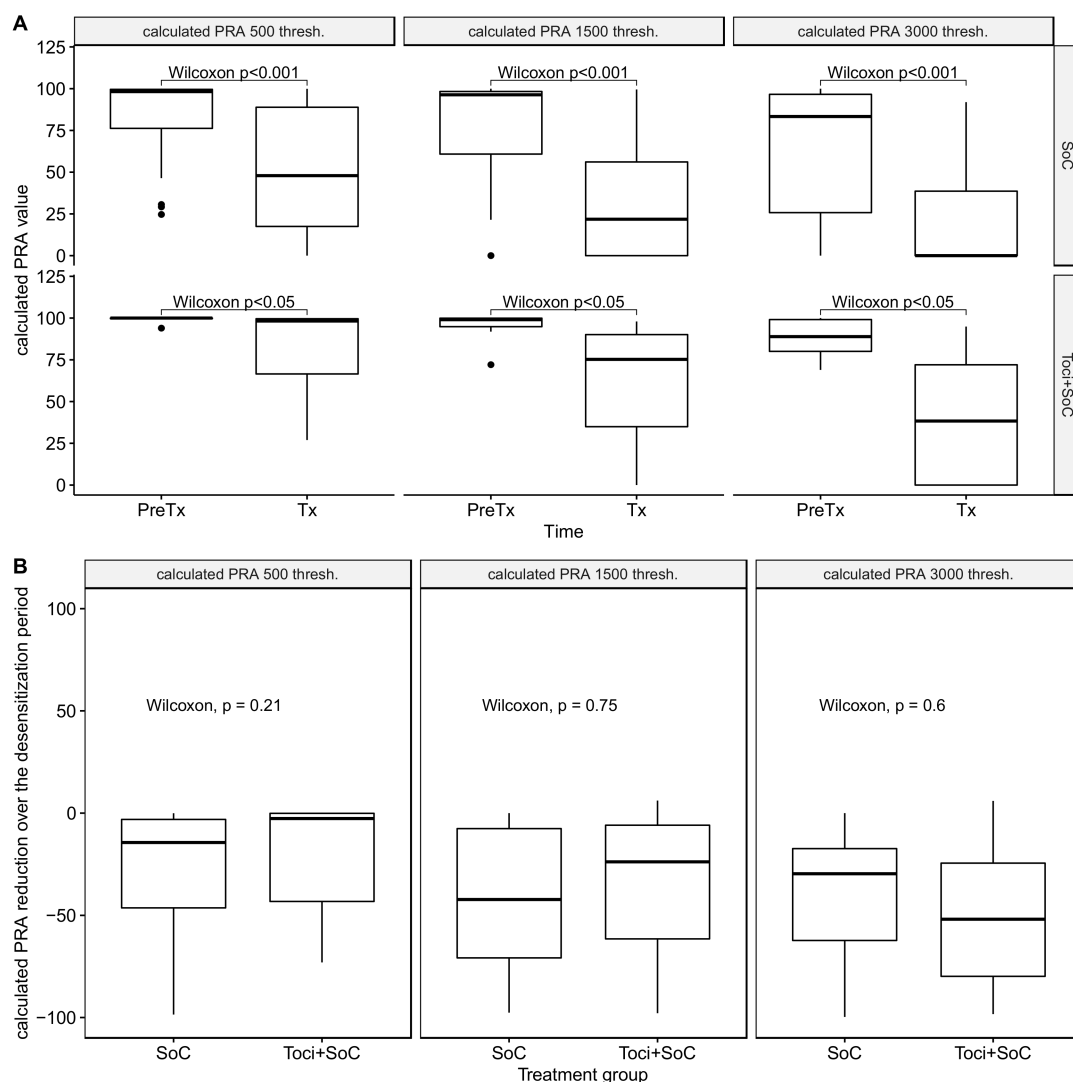 A
calculated PRA 500 thresh.
calculated PRA 1500 thresh.
calculated PRA 3000 thresh.
calculated PRA value
125
100
75
50
25
0
Wilcoxon p<0.001
Wilcoxon p<0.001
Wilcoxon p<0.001
SoC
125
100
75
50
25
0
Wilcoxon p<0.05
Wilcoxon p<0.05
Wilcoxon p<0.05
Toci+SoC
PreTx Tx PreTx Tx PreTx Tx
Time
B
calculated PRA 500 thresh.
calculated PRA 1500 thresh.
calculated PRA 3000 thresh.
calculated PRA reduction over the desensitization period
100
50
0
−50
−100
Wilcoxon, p = 0.21
Wilcoxon, p = 0.75
Wilcoxon, p = 0.6
SoC Toci+SoC SoC Toci+SoC SoC Toci+SoC
Treatment group